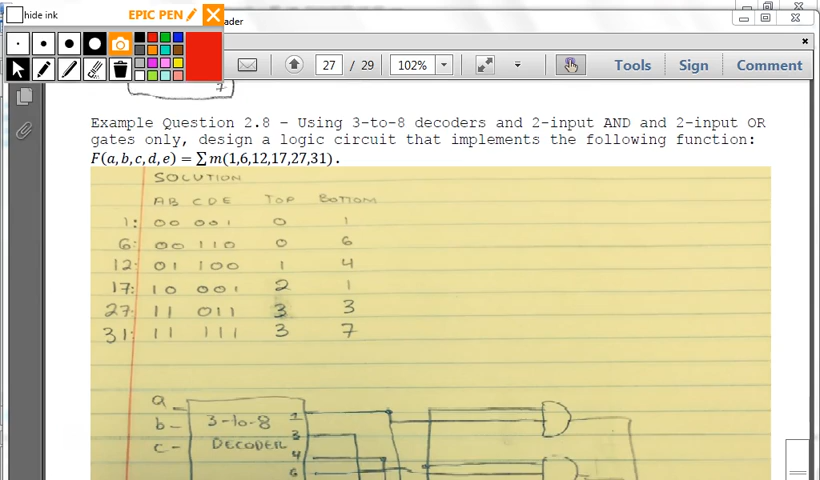 hide ink
EPIC PEN
ader
27 / 29
102%
Tools
Sign
Comment
7
Example Question 2.8 – Using 3-to-8 decoders and 2-input AND and 2-input OR
gates only, design a logic circuit that implements the following function:
F(a,b,c,d,e) = ∑ m(1,6,12,17,27,31).
SOLUTION
AB CDE TOP BOTTOM
1: 00 001 0 1
6: 00 110 0 6
12: 01 100 1 4
17: 10 001 2 1
27: 11 011 3 3
31: 11 111 3 7
a
b
c
3-to-8
DECODER
1
3
4
6